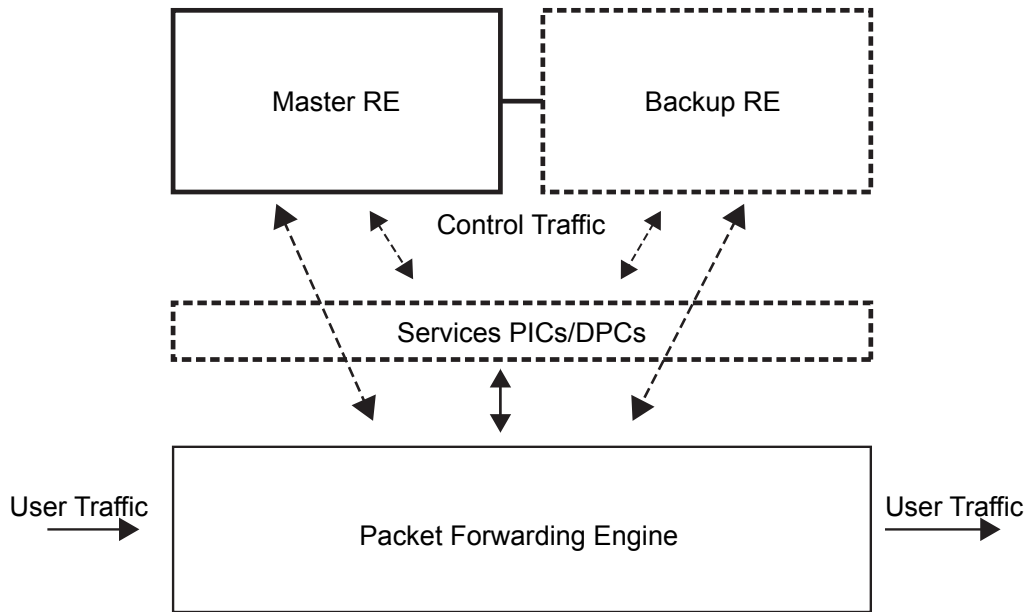 Master RE
Backup RE
Control Traffic
Services PICs/DPCs
User Traffic
User Traffic
Packet Forwarding Engine